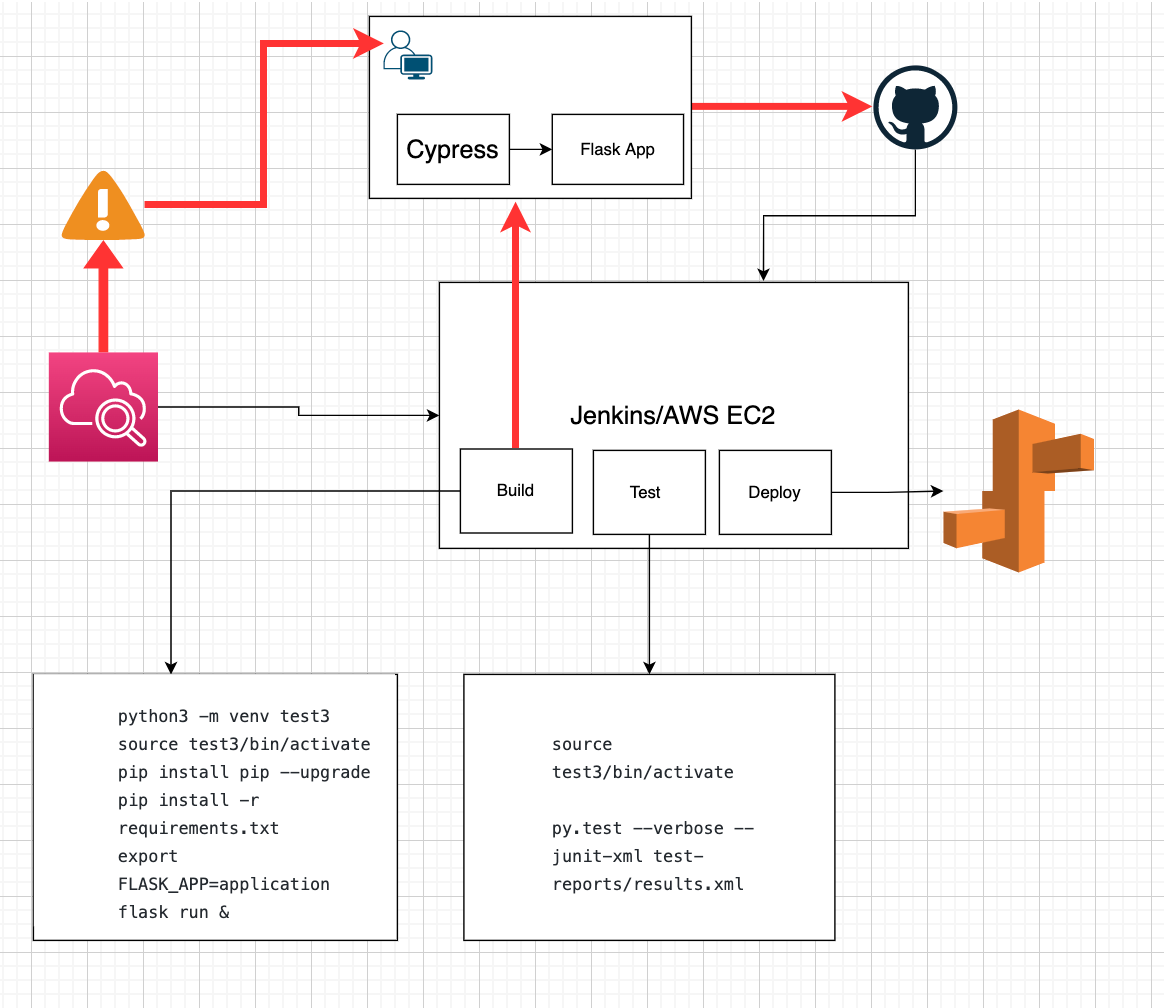 Cypress
Flask App
Jenkins/AWS EC2
Build
Test
Deploy
python3 -m venv test3
source test3/bin/activate
pip install pip --upgrade
pip install -r
requirements.txt
export
FLASK_APP=application
flask run &
source
test3/bin/activate
py.test --verbose --
junit-xml test-
reports/results.xml